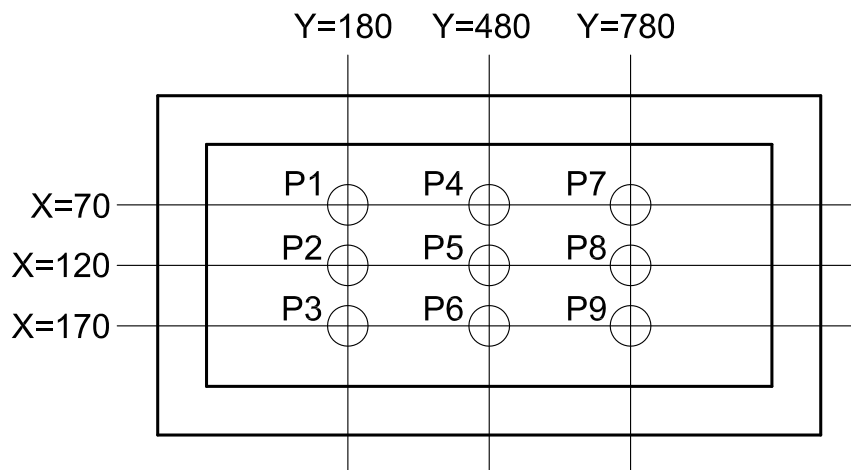 Y=180 Y=480 Y=780
P1 P4 P7
X=70
P2 P5 P8
X=120
P3 P6 P9
X=170